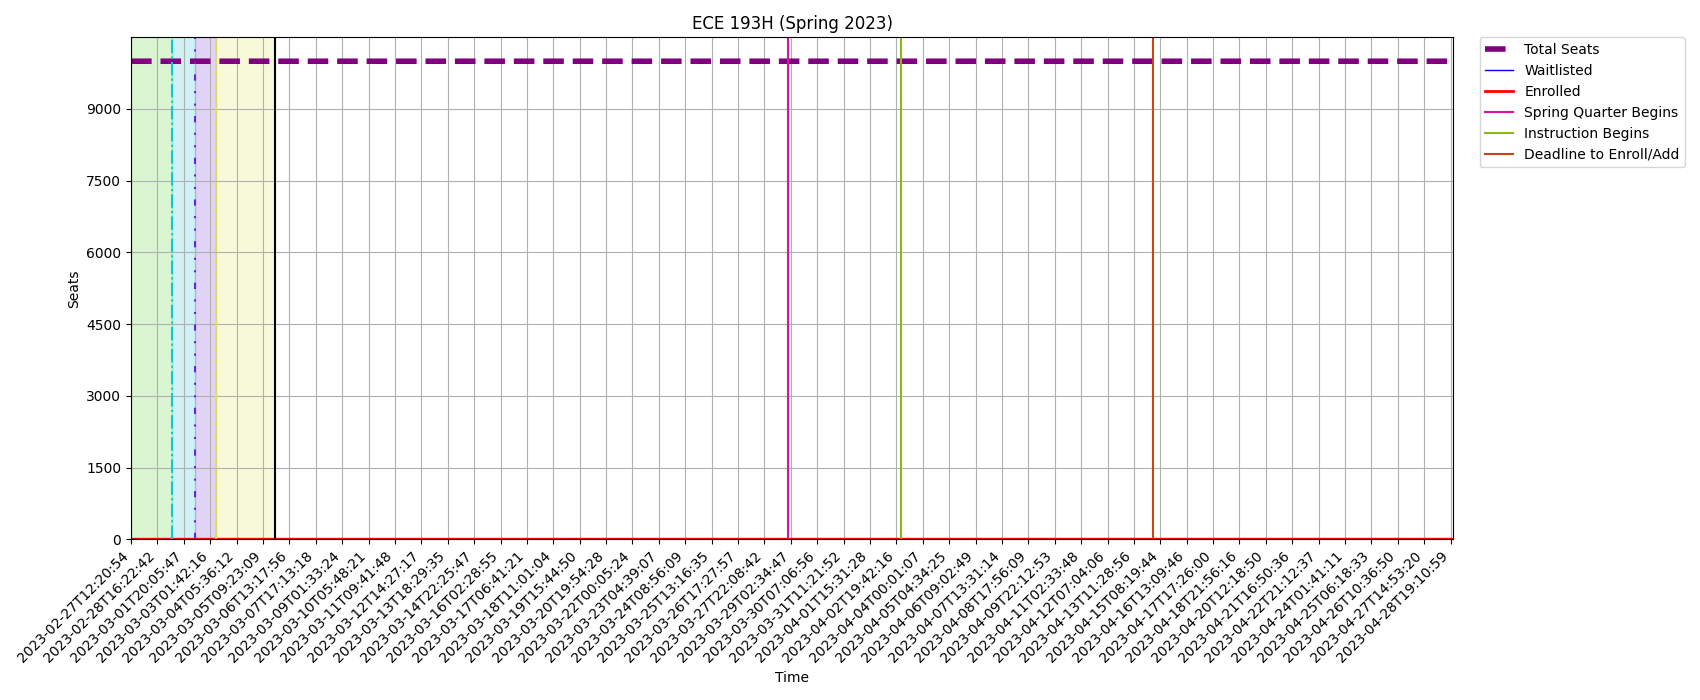 ECE 193H (Spring 2023)
Total Seats
Waitlisted
Enrolled
Spring Quarter Begins
Instruction Begins
Deadline to Enroll/Add
Seats
9000
7500
6000
4500
3000
1500
0
2023-02-27T12:20:54
2023-02-28T16:22:42
2023-03-01T20:05:47
2023-03-03T01:42:16
2023-03-04T05:36:12
2023-03-05T09:23:09
2023-03-06T13:17:56
2023-03-07T17:13:18
2023-03-09T01:33:24
2023-03-10T05:48:21
2023-03-11T09:41:48
2023-03-12T14:27:17
2023-03-13T18:29:35
2023-03-14T22:25:47
2023-03-16T02:28:55
2023-03-17T06:41:21
2023-03-18T11:01:04
2023-03-19T15:44:50
2023-03-20T19:54:28
2023-03-22T00:05:24
2023-03-23T04:39:07
2023-03-24T08:56:09
2023-03-25T13:16:35
2023-03-26T17:27:57
2023-03-27T22:08:42
2023-03-29T02:34:47
2023-03-30T07:06:56
2023-03-31T11:21:52
2023-04-01T15:31:28
2023-04-02T19:42:16
2023-04-04T00:01:07
2023-04-05T04:34:25
2023-04-06T09:02:49
2023-04-07T13:31:14
2023-04-08T17:56:09
2023-04-09T22:12:53
2023-04-11T02:33:48
2023-04-12T07:04:06
2023-04-13T11:28:56
2023-04-15T08:19:44
2023-04-16T13:09:46
2023-04-17T17:26:00
2023-04-18T21:56:16
2023-04-20T12:18:50
2023-04-21T16:50:36
2023-04-22T21:12:37
2023-04-24T01:41:11
2023-04-25T06:18:33
2023-04-26T10:36:50
2023-04-27T14:53:20
2023-04-28T19:10:59
Time